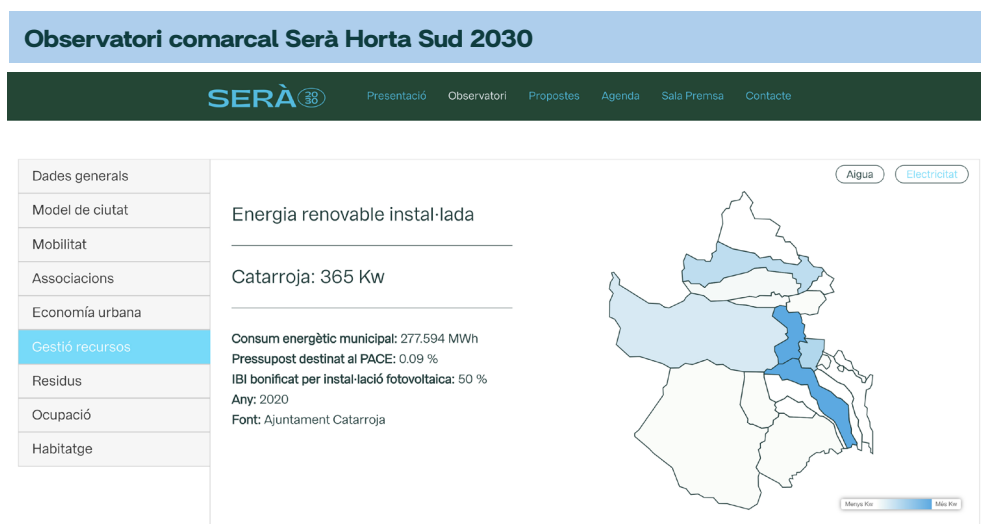 Observatori comarcal Serà Horta Sud 2030
SERÀ 20 30
Presentació Observatori Propostes Agenda Sala Premsa Contacte
Dades generals
Model de ciutat
Mobilitat
Associacions
Economía urbana
Gestió recursos
Residus
Ocupació
Habitatge
Aigua Electricitat
Energia renovable instal·lada
Catarroja: 365 Kw
Consum energètic municipal: 277.594 MWh
Pressupost destinat al PACE: 0.09 %
IBI bonificat per instal·lació fotovoltaica: 50 %
Any: 2020
Font: Ajuntament Catarroja
Menys Kw Més Kw